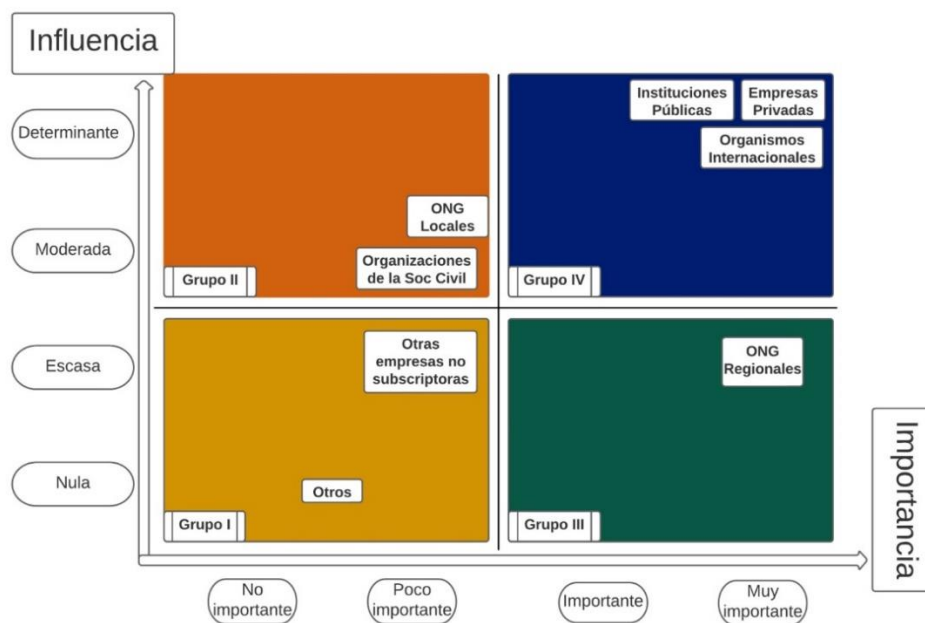 Influencia
Determinante
Moderada
Escasa
Nula
Instituciones
Públicas
Empresas
Privadas
Organismos
Internacionales
ONG
Locales
Organizaciones
de la Soc Civil
Grupo II
Grupo IV
Otras
empresas no
subscriptoras
ONG
Regionales
Otros
Grupo I
Grupo III
Importancia
No
importante
Poco
importante
Importante
Muy
importante